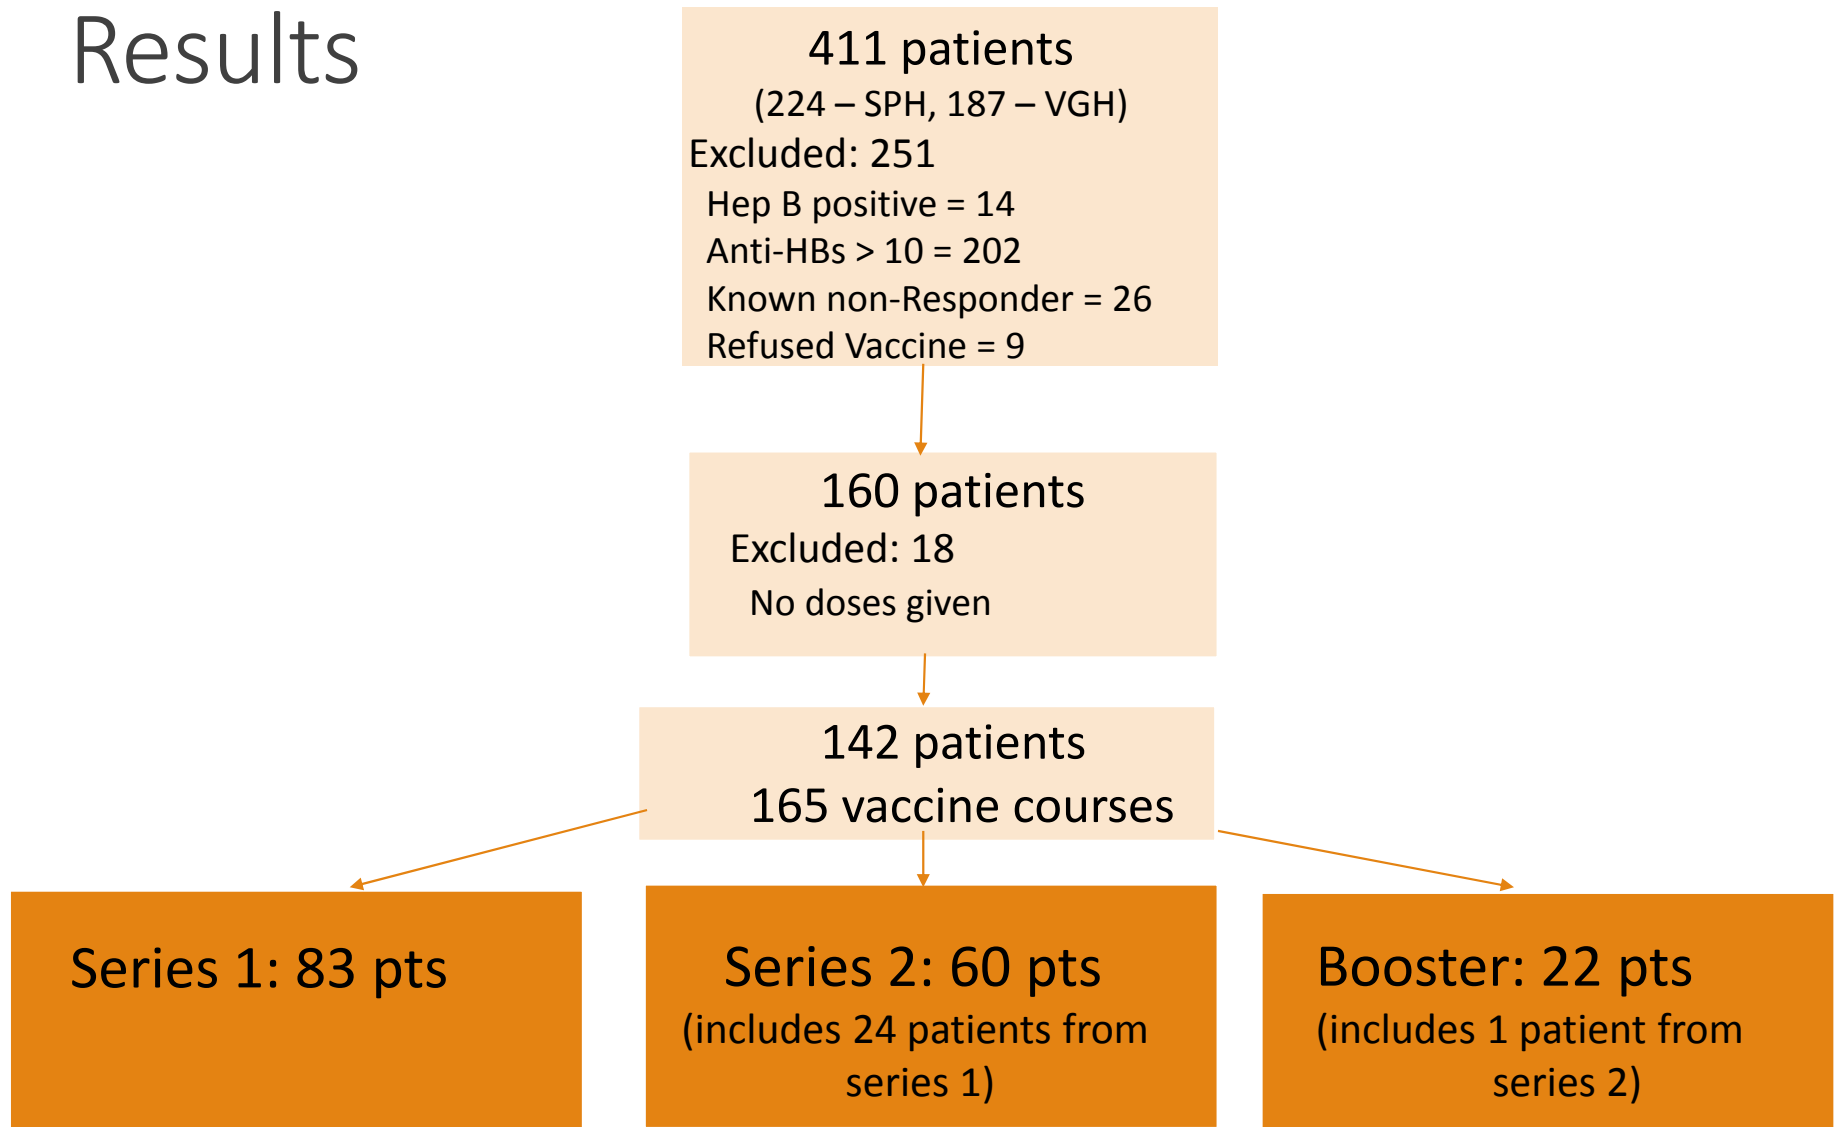 Results
411 patients
(224 – SPH, 187 – VGH)
Excluded: 251
Hep B positive = 14
Anti-HBs > 10 = 202
Known non-Responder = 26
Refused Vaccine = 9
160 patients
Excluded: 18
No doses given
142 patients
165 vaccine courses
Series 1: 83 pts
Series 2: 60 pts
(includes 24 patients from
series 1)
Booster: 22 pts
(includes 1 patient from
series 2)